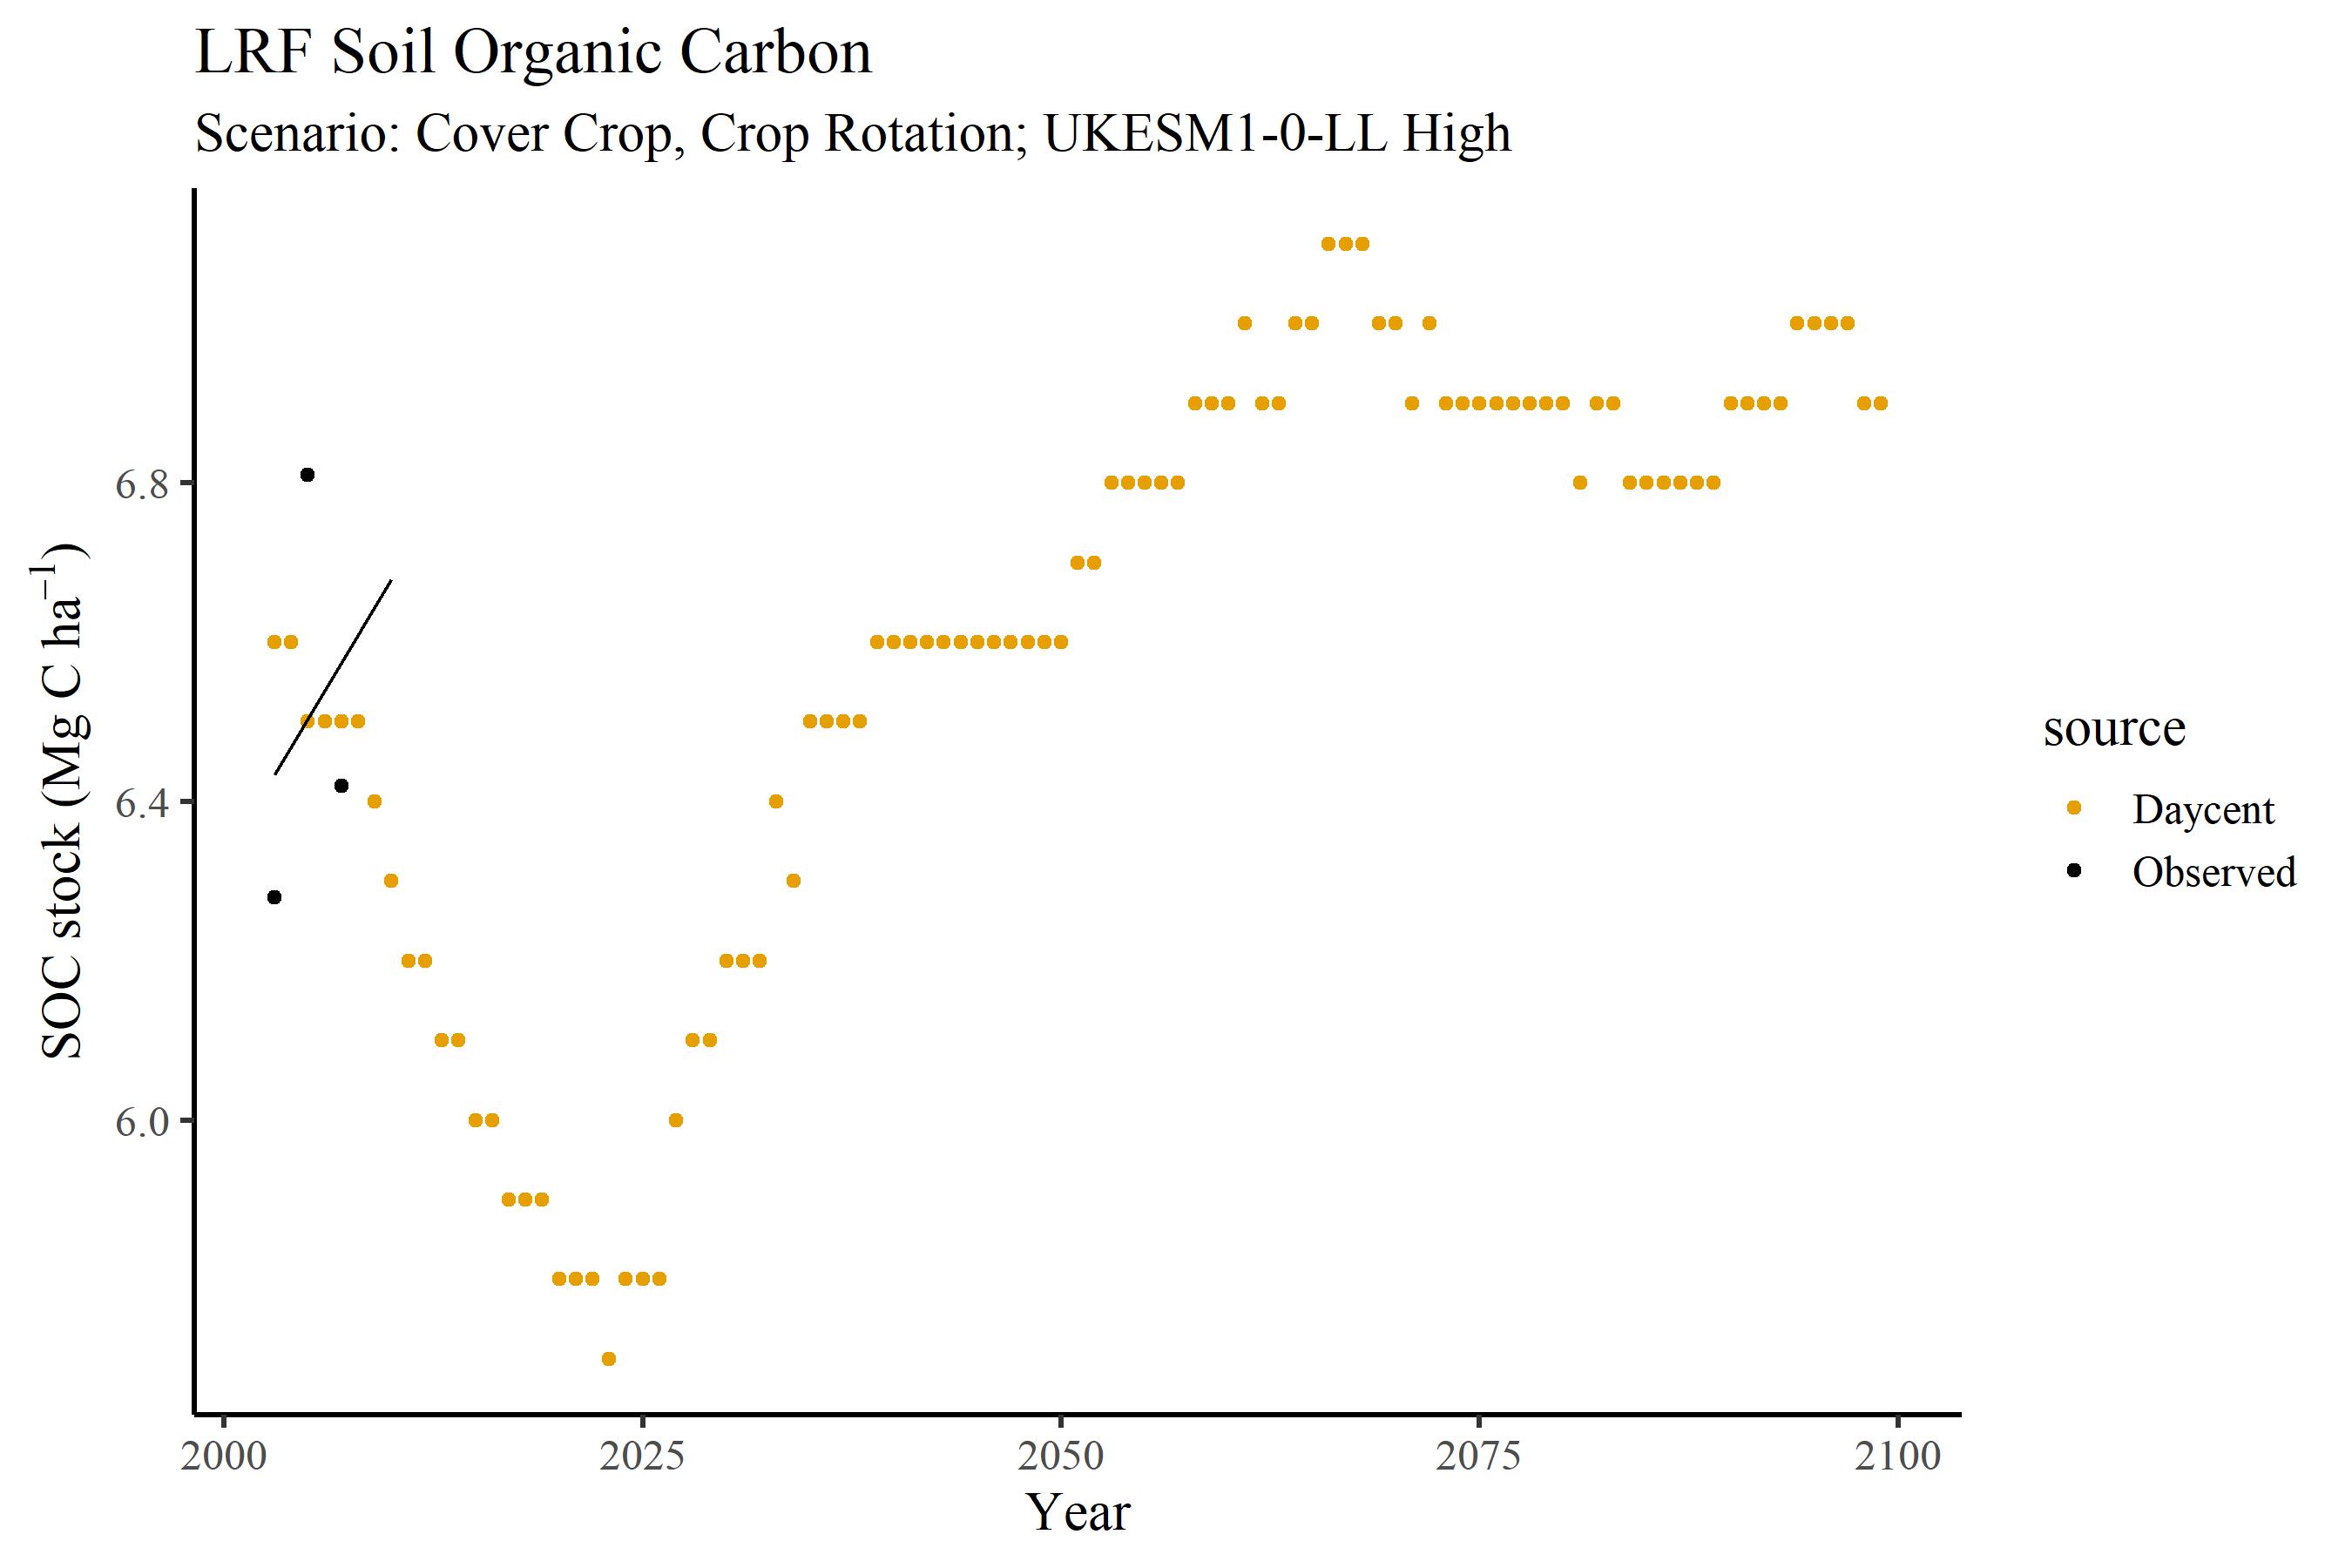 LRF Soil Organic Carbon
Scenario: Cover Crop, Crop Rotation; UKESM1-0-LL High
SOC stock (Mg C ha⁻¹)
6.8
6.4
6.0
2000 2025 2050 2075 2100
Year
source
Daycent
Observed